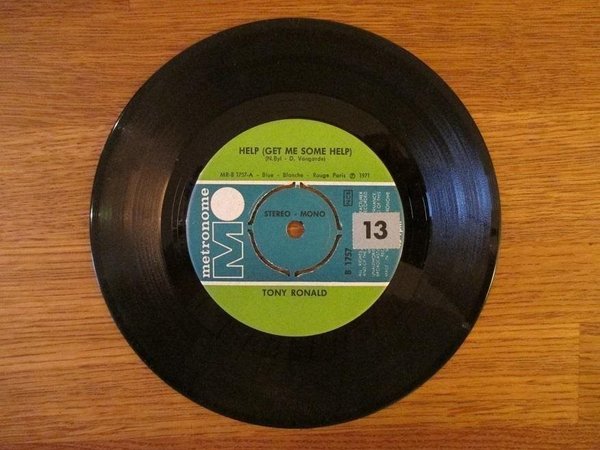 HELP (GET ME SOME HELP)
(N. Byl - D. Vangarde)
MR-B 1757-A - Blue - Blanche - Rouge Paris Ⓟ 1971
metronome
M
STEREO - MONO
NCB
B 1757
13
TONY RONALD